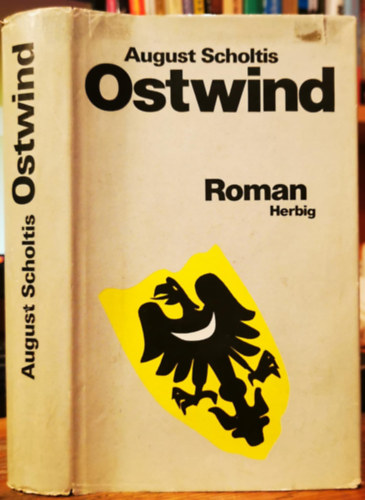 August Scholtis
Ostwind
Roman
Herbig
August Scholtis Ostwind